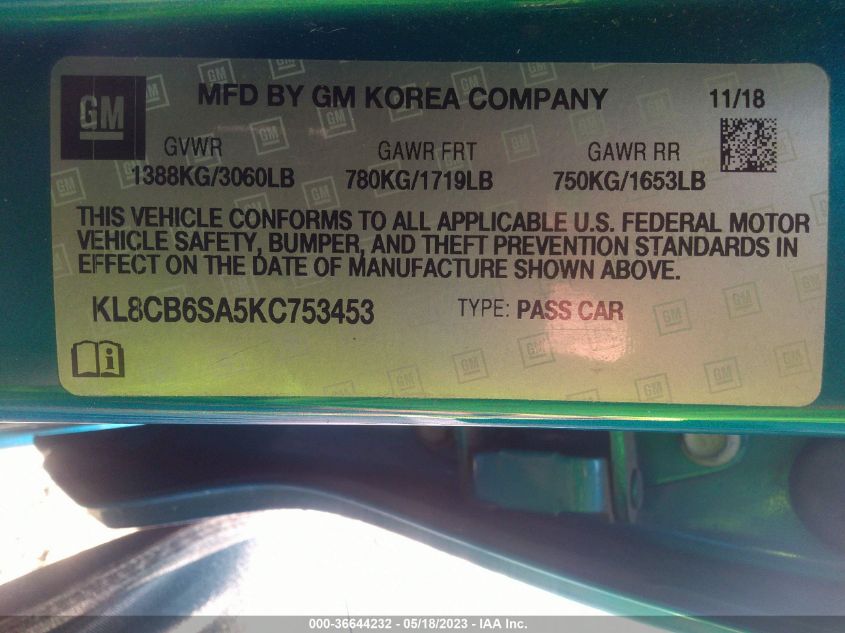 GM
MFD BY GM KOREA COMPANY 11/18
GVWR GAWR FRT GAWR RR
1388KG/3060LB 780KG/1719LB 750KG/1653LB
THIS VEHICLE CONFORMS TO ALL APPLICABLE U.S. FEDERAL MOTOR
VEHICLE SAFETY, BUMPER, AND THEFT PREVENTION STANDARDS IN
EFFECT ON THE DATE OF MANUFACTURE SHOWN ABOVE.
KL8CB6SA5KC753453 TYPE: PASS CAR
000-36644232 - 05/18/2023 - IAA Inc.